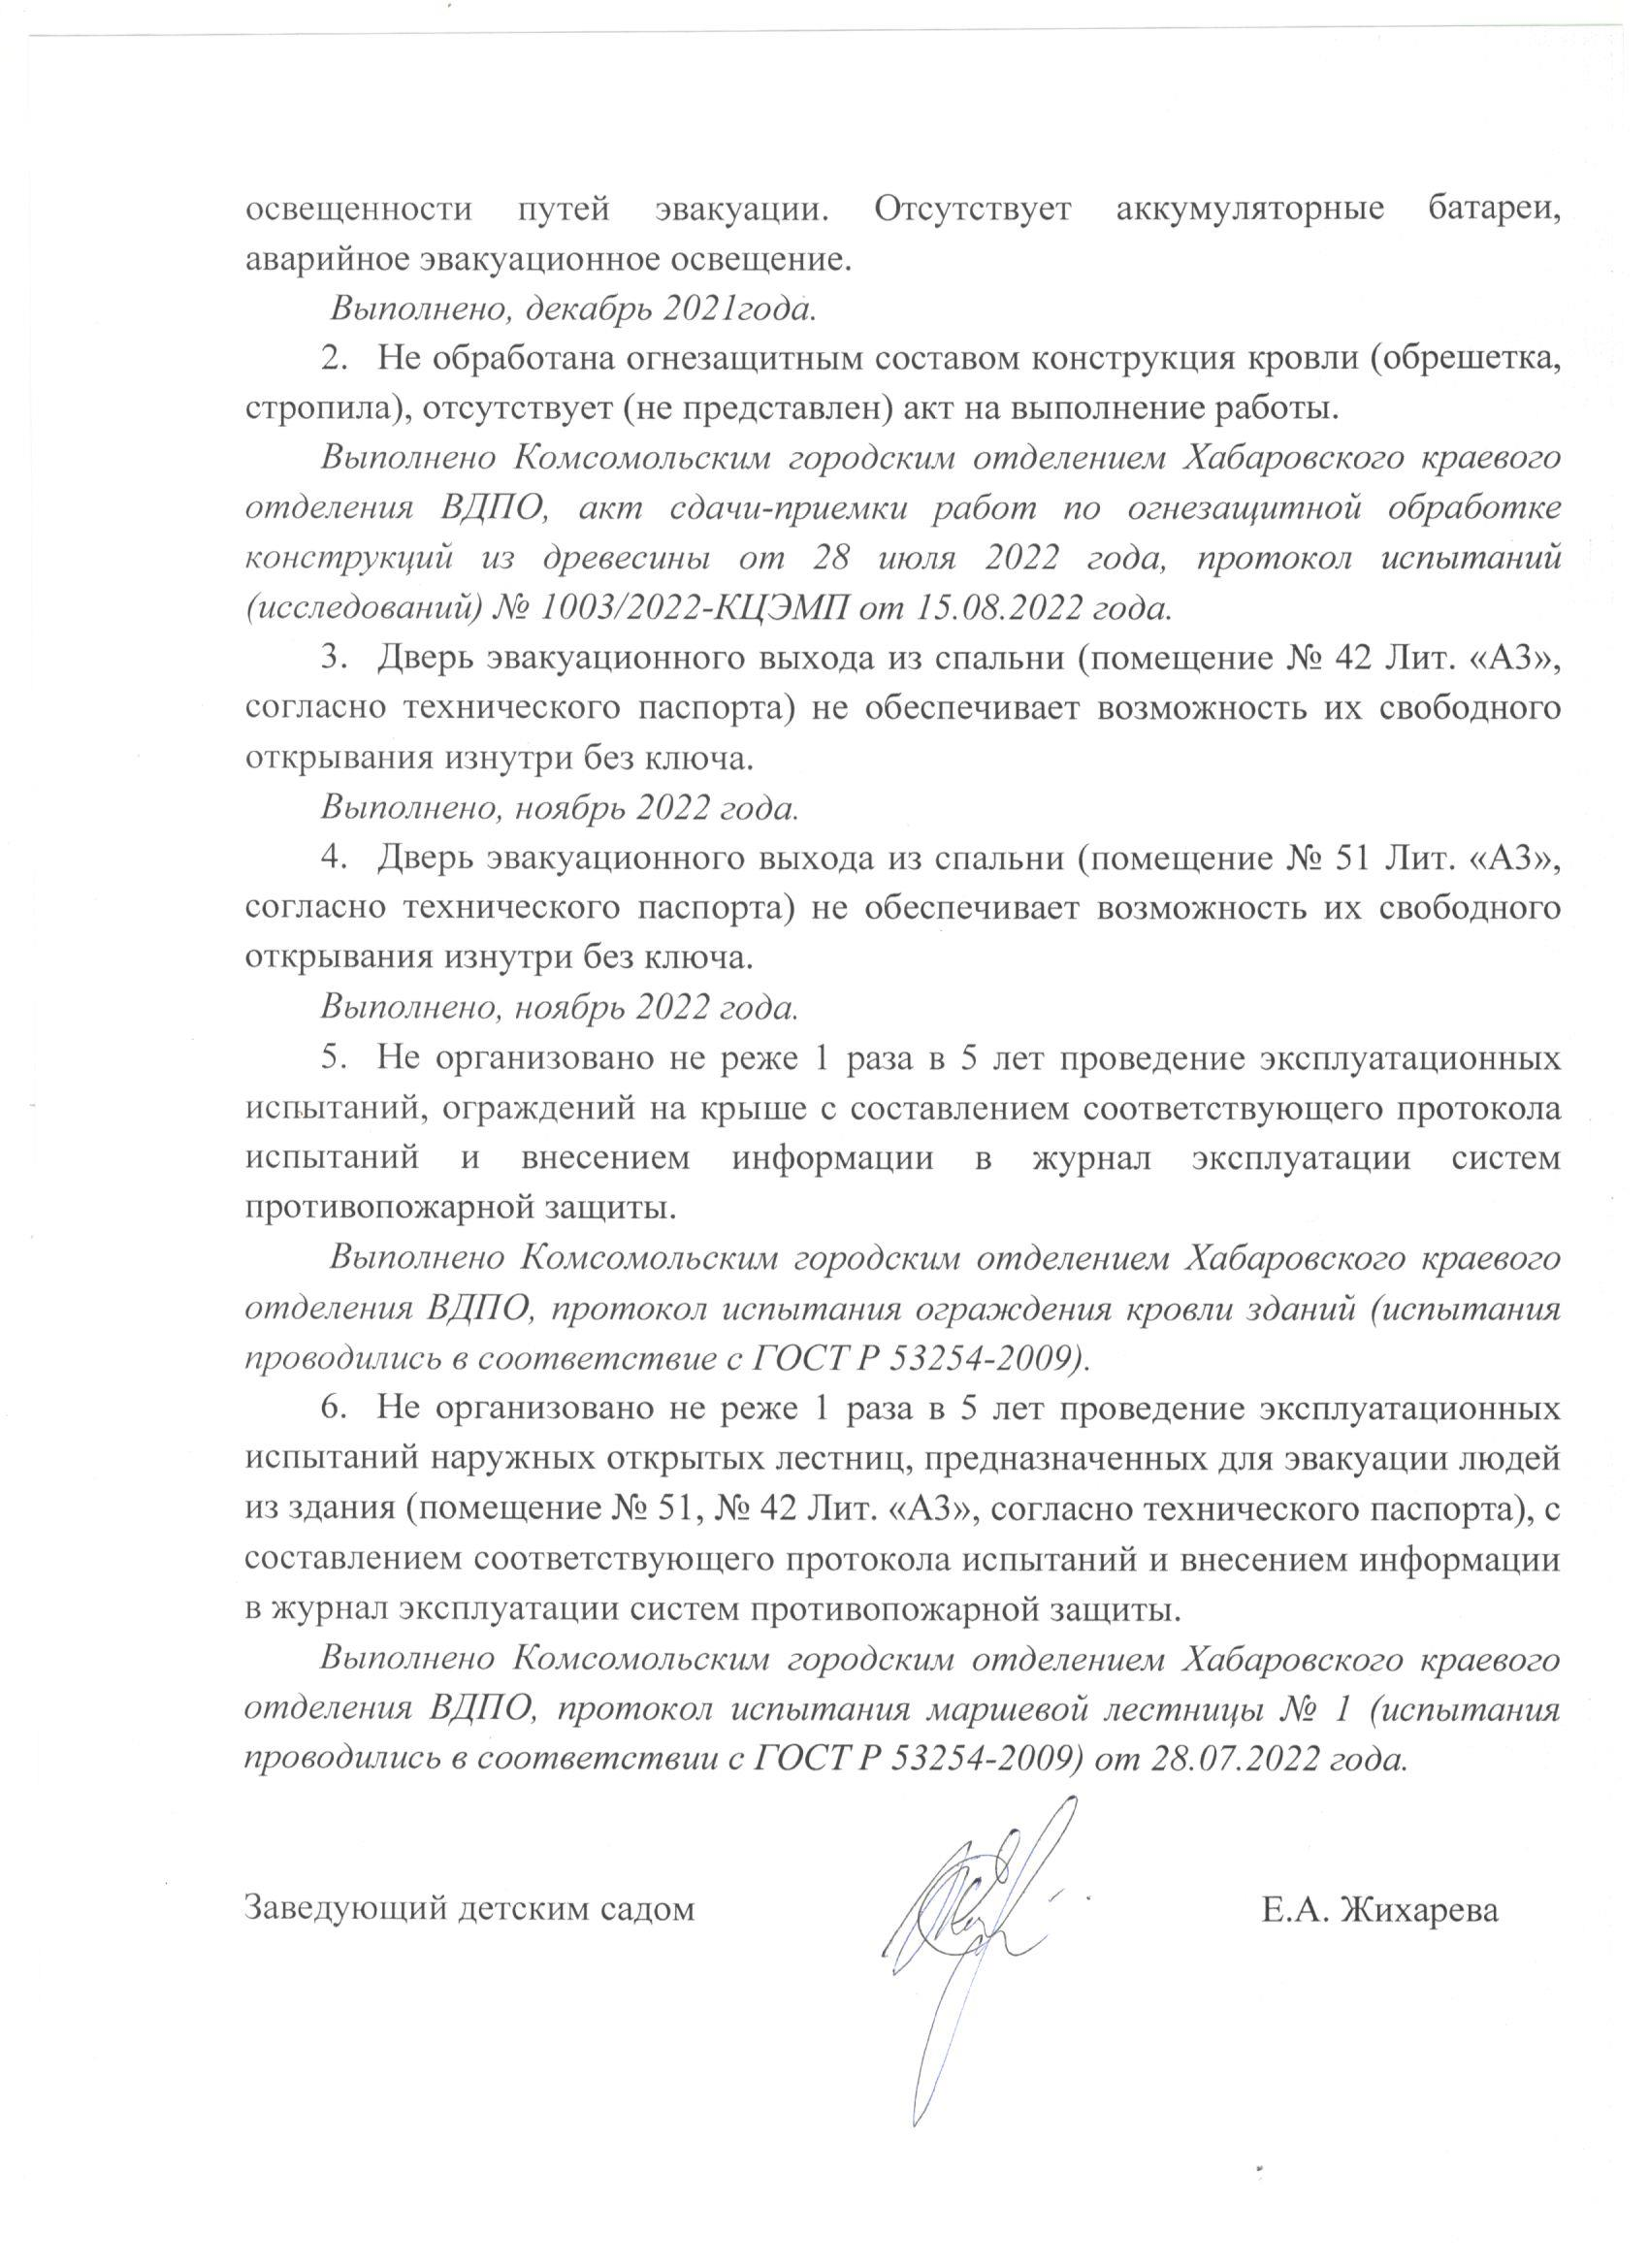 освещенности путей эвакуации. Отсутствует аккумуляторные батареи,
аварийное эвакуационное освещение.
Выполнено, декабрь 2021года.
2. Не обработана огнезащитным составом конструкция кровли (обрешетка,
стропила), отсутствует (не представлен) акт на выполнение работы.
Выполнено Комсомольским городским отделением Хабаровского краевого
отделения ВДПО, акт сдачи-приемки работ по огнезащитной обработке
конструкций из древесины от 28 июля 2022 года, протокол испытаний
(исследований) № 1003/2022-КЦЭМП от 15.08.2022 года.
3. Дверь эвакуационного выхода из спальни (помещение № 42 Лит. «А3»,
согласно технического паспорта) не обеспечивает возможность их свободного
открывания изнутри без ключа.
Выполнено, ноябрь 2022 года.
4. Дверь эвакуационного выхода из спальни (помещение № 51 Лит. «А3»,
согласно технического паспорта) не обеспечивает возможность их свободного
открывания изнутри без ключа.
Выполнено, ноябрь 2022 года.
5. Не организовано не реже 1 раза в 5 лет проведение эксплуатационных
испытаний, ограждений на крыше с составлением соответствующего протокола
испытаний и внесением информации в журнал эксплуатации систем
противопожарной защиты.
Выполнено Комсомольским городским отделением Хабаровского краевого
отделения ВДПО, протокол испытания ограждения кровли зданий (испытания
проводились в соответствие с ГОСТ Р 53254-2009).
6. Не организовано не реже 1 раза в 5 лет проведение эксплуатационных
испытаний наружных открытых лестниц, предназначенных для эвакуации людей
из здания (помещение № 51, № 42 Лит. «А3», согласно технического паспорта), с
составлением соответствующего протокола испытаний и внесением информации
в журнал эксплуатации систем противопожарной защиты.
Выполнено Комсомольским городским отделением Хабаровского краевого
отделения ВДПО, протокол испытания маршевой лестницы № 1 (испытания
проводились в соответствии с ГОСТ Р 53254-2009) от 28.07.2022 года.
Заведующий детским садом Е.А. Жихарева